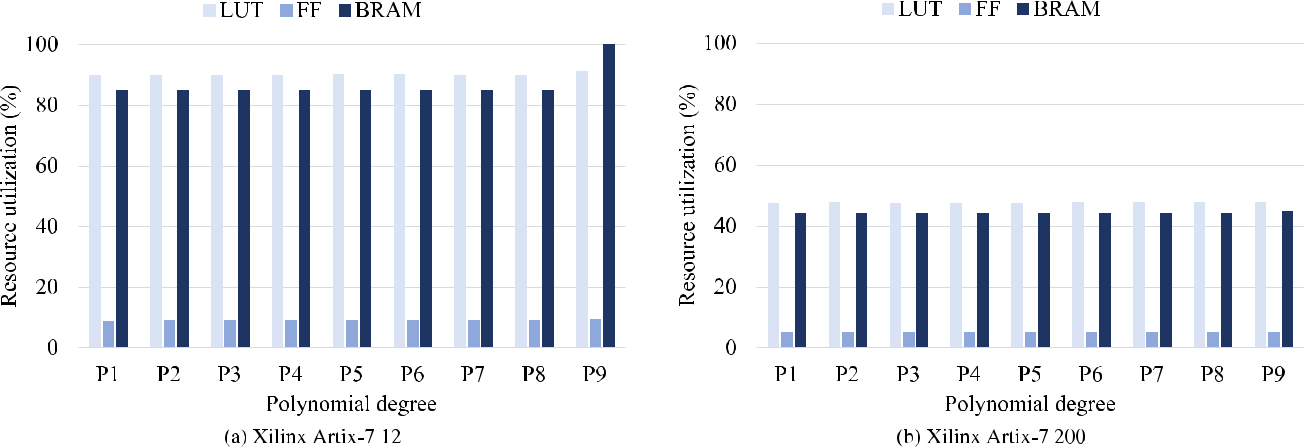 LUT FF BRAM
100
80
60
40
20
0
Resource utilization (%)
P1 P2 P3 P4 P5 P6 P7 P8 P9
Polynomial degree
(a) Xilinx Artix-7 12
LUT FF BRAM
100
80
60
40
20
0
Resource utilization (%)
P1 P2 P3 P4 P5 P6 P7 P8 P9
Polynomial degree
(b) Xilinx Artix-7 200